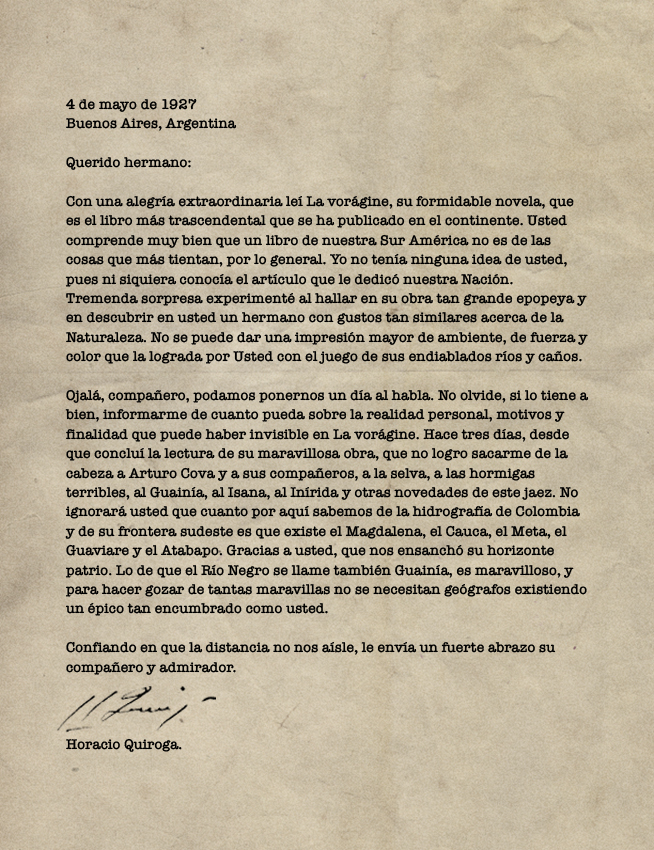 4 de mayo de 1927
Buenos Aires, Argentina
Querido hermano:
Con una alegría extraordinaria leí La vorágine, su formidable novela, que
es el libro más trascendental que se ha publicado en el continente. Usted
comprende muy bien que un libro de nuestra Sur América no es de las
cosas que más tientan, por lo general. Yo no tenía ninguna idea de usted,
pues ni siquiera conocía el artículo que le dedicó nuestra Nación.
Tremenda sorpresa experimenté al hallar en su obra tan grande epopeya y
en descubrir en usted un hermano con gustos tan similares acerca de la
Naturaleza. No se puede dar una impresión mayor de ambiente, de fuerza y
color que la lograda por Usted con el juego de sus endiablados ríos y caños.
Ojalá, compañero, podamos ponernos un día al habla. No olvide, si lo tiene a
bien, informarme de cuanto pueda sobre la realidad personal, motivos y
finalidad que puede haber invisible en La vorágine. Hace tres días, desde
que concluí la lectura de su maravillosa obra, que no logro sacarme de la
cabeza a Arturo Cova y a sus compañeros, a la selva, a las hormigas
terribles, al Guainía, al Isana, al Inírida y otras novedades de este jaez. No
ignorará usted que cuanto por aquí sabemos de la hidrografía de Colombia
y de su frontera sudeste es que existe el Magdalena, el Cauca, el Meta, el
Guaviare y el Atabapo. Gracias a usted, que nos ensanchó su horizonte
patrio. Lo de que el Río Negro se llame también Guainía, es maravilloso, y
para hacer gozar de tantas maravillas no se necesitan geógrafos existiendo
un épico tan encumbrado como usted.
Confiando en que la distancia no nos aísle, le envía un fuerte abrazo su
compañero y admirador.
Horacio Quiroga.